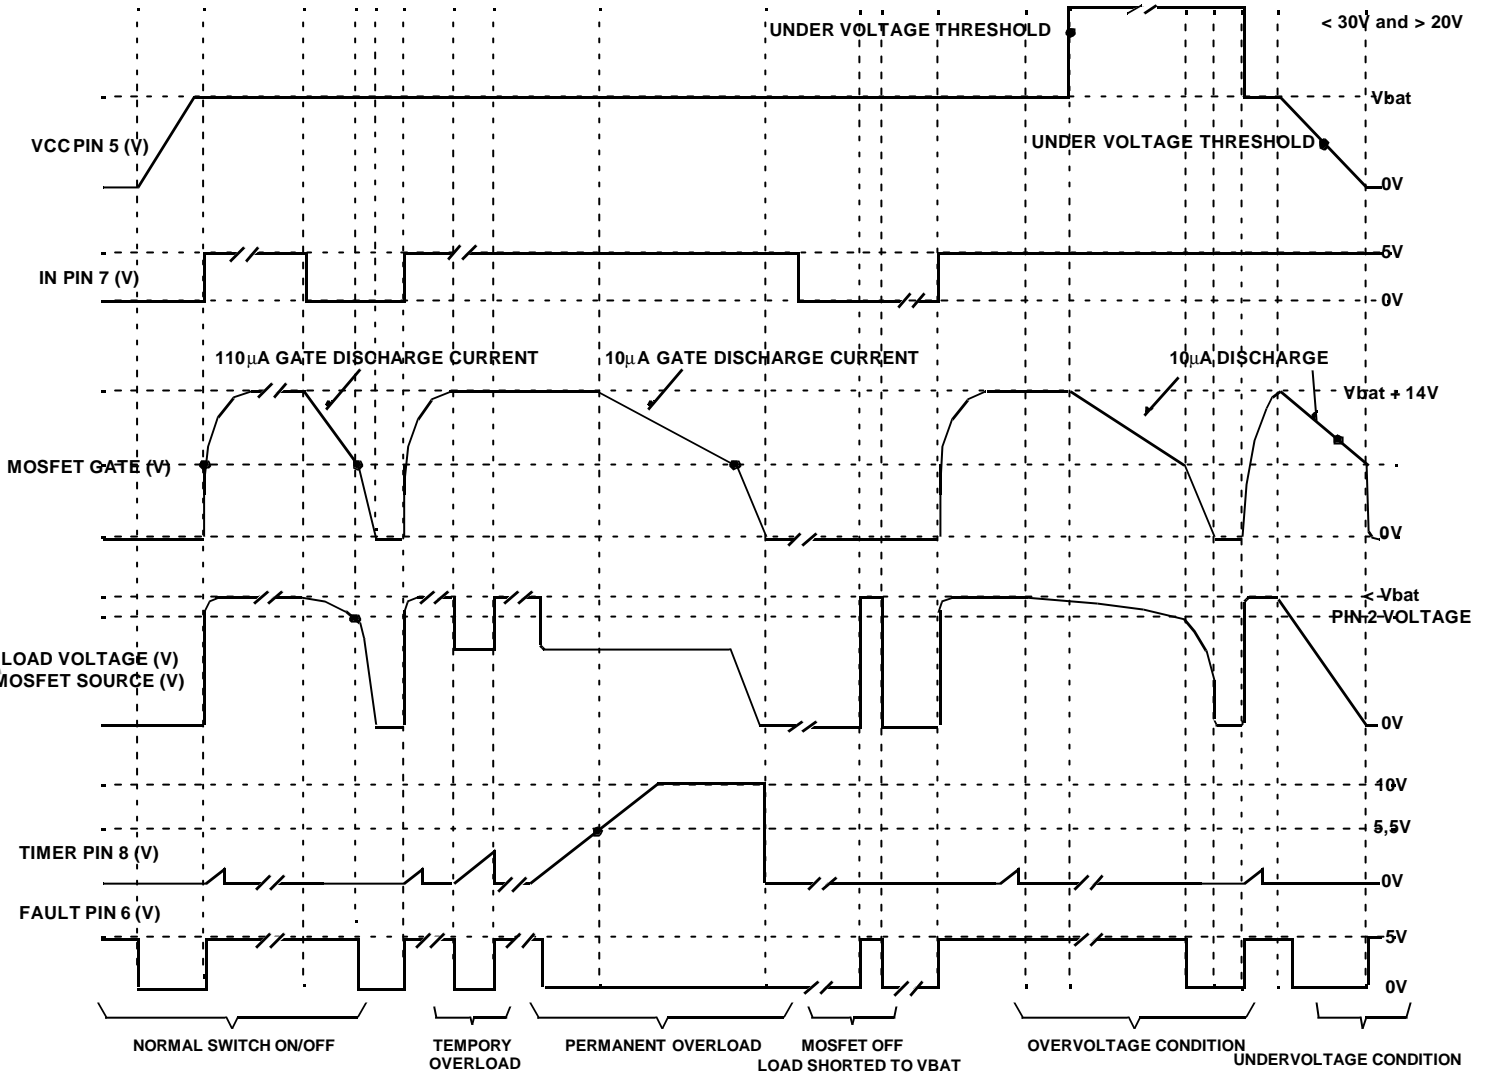 UNDER VOLTAGE THRESHOLD
< 30V and > 20V
Vbat
VCC PIN 5 (V)
UNDER VOLTAGE THRESHOLD
0V
5V
IN PIN 7 (V)
0V
110µA GATE DISCHARGE CURRENT
10µA GATE DISCHARGE CURRENT
10µA DISCHARGE
Vbat + 14V
MOSFET GATE (V)
0V
Vbat
PIN 2 VOLTAGE
LOAD VOLTAGE (V)
MOSFET SOURCE (V)
0V
10V
5,5V
TIMER PIN 8 (V)
0V
FAULT PIN 6 (V)
5V
0V
NORMAL SWITCH ON/OFF
TEMPORY
OVERLOAD
PERMANENT OVERLOAD
MOSFET OFF
LOAD SHORTED TO VBAT
OVERVOLTAGE CONDITION
UNDERVOLTAGE CONDITION